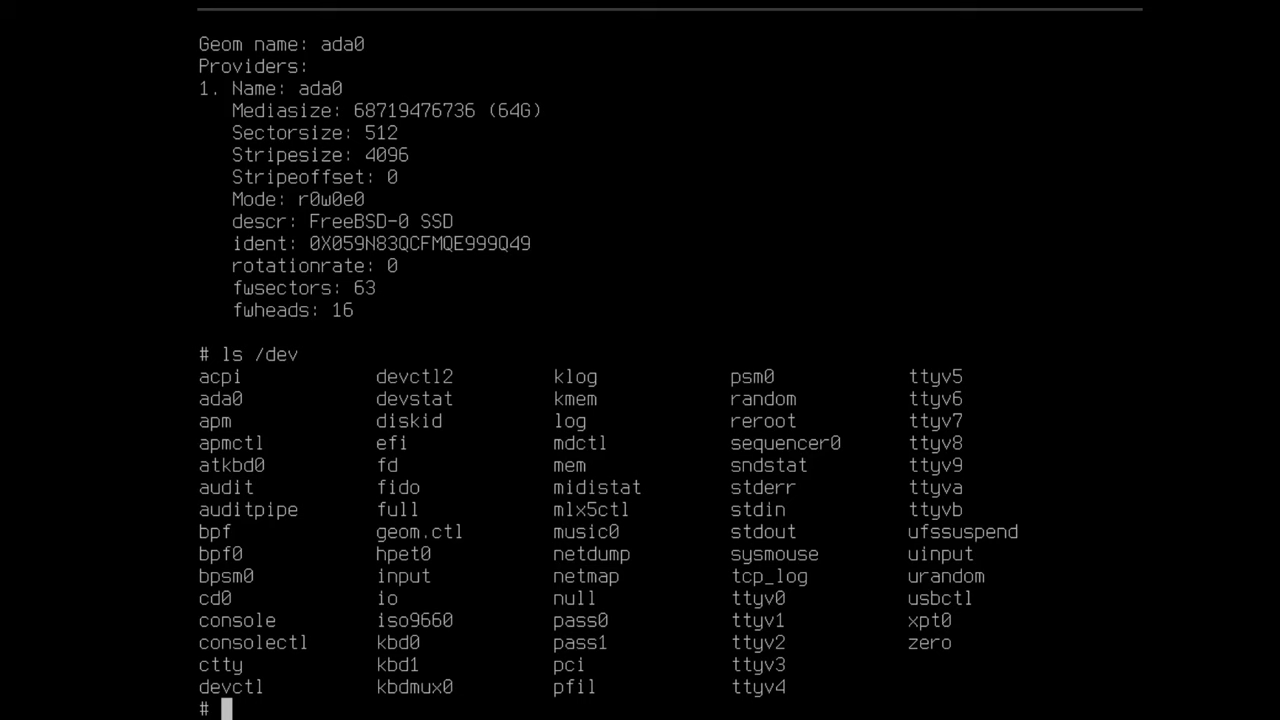 Geom name: ada0
Providers:
1. Name: ada0
   Mediasize: 68719476736 (64G)
   Sectorsize: 512
   Stripesize: 4096
   Stripeoffset: 0
   Mode: r0w0e0
   descr: FreeBSD-0 SSD
   ident: 0X059N83QCFMQE999Q49
   rotationrate: 0
   fwsectors: 63
   fwheads: 16
# ls /dev
acpi            devctl2         klog            psm0            ttyv5
ada0            devstat         kmem            random          ttyv6
apm             diskid          log             reroot          ttyv7
apmctl          efi             mdctl           sequencer0      ttyv8
atkbd0          fd              mem             sndstat         ttyv9
audit           fido            midistat        stderr          ttyva
auditpipe       full            mlx5ctl         stdin           ttyvb
bpf             geom.ctl        music0          stdout          ufssuspend
bpf0            hpet0           netdump         sysmouse        uinput
bpsm0           input           netmap          tcp_log         urandom
cd0             io              null            ttyv0           usbctl
console         iso9660         pass0           ttyv1           xpt0
consolectl      kbd0            pass1           ttyv2           zero
ctty            kbd1            pci             ttyv3
devctl          kbdmux0         pfil            ttyv4
#